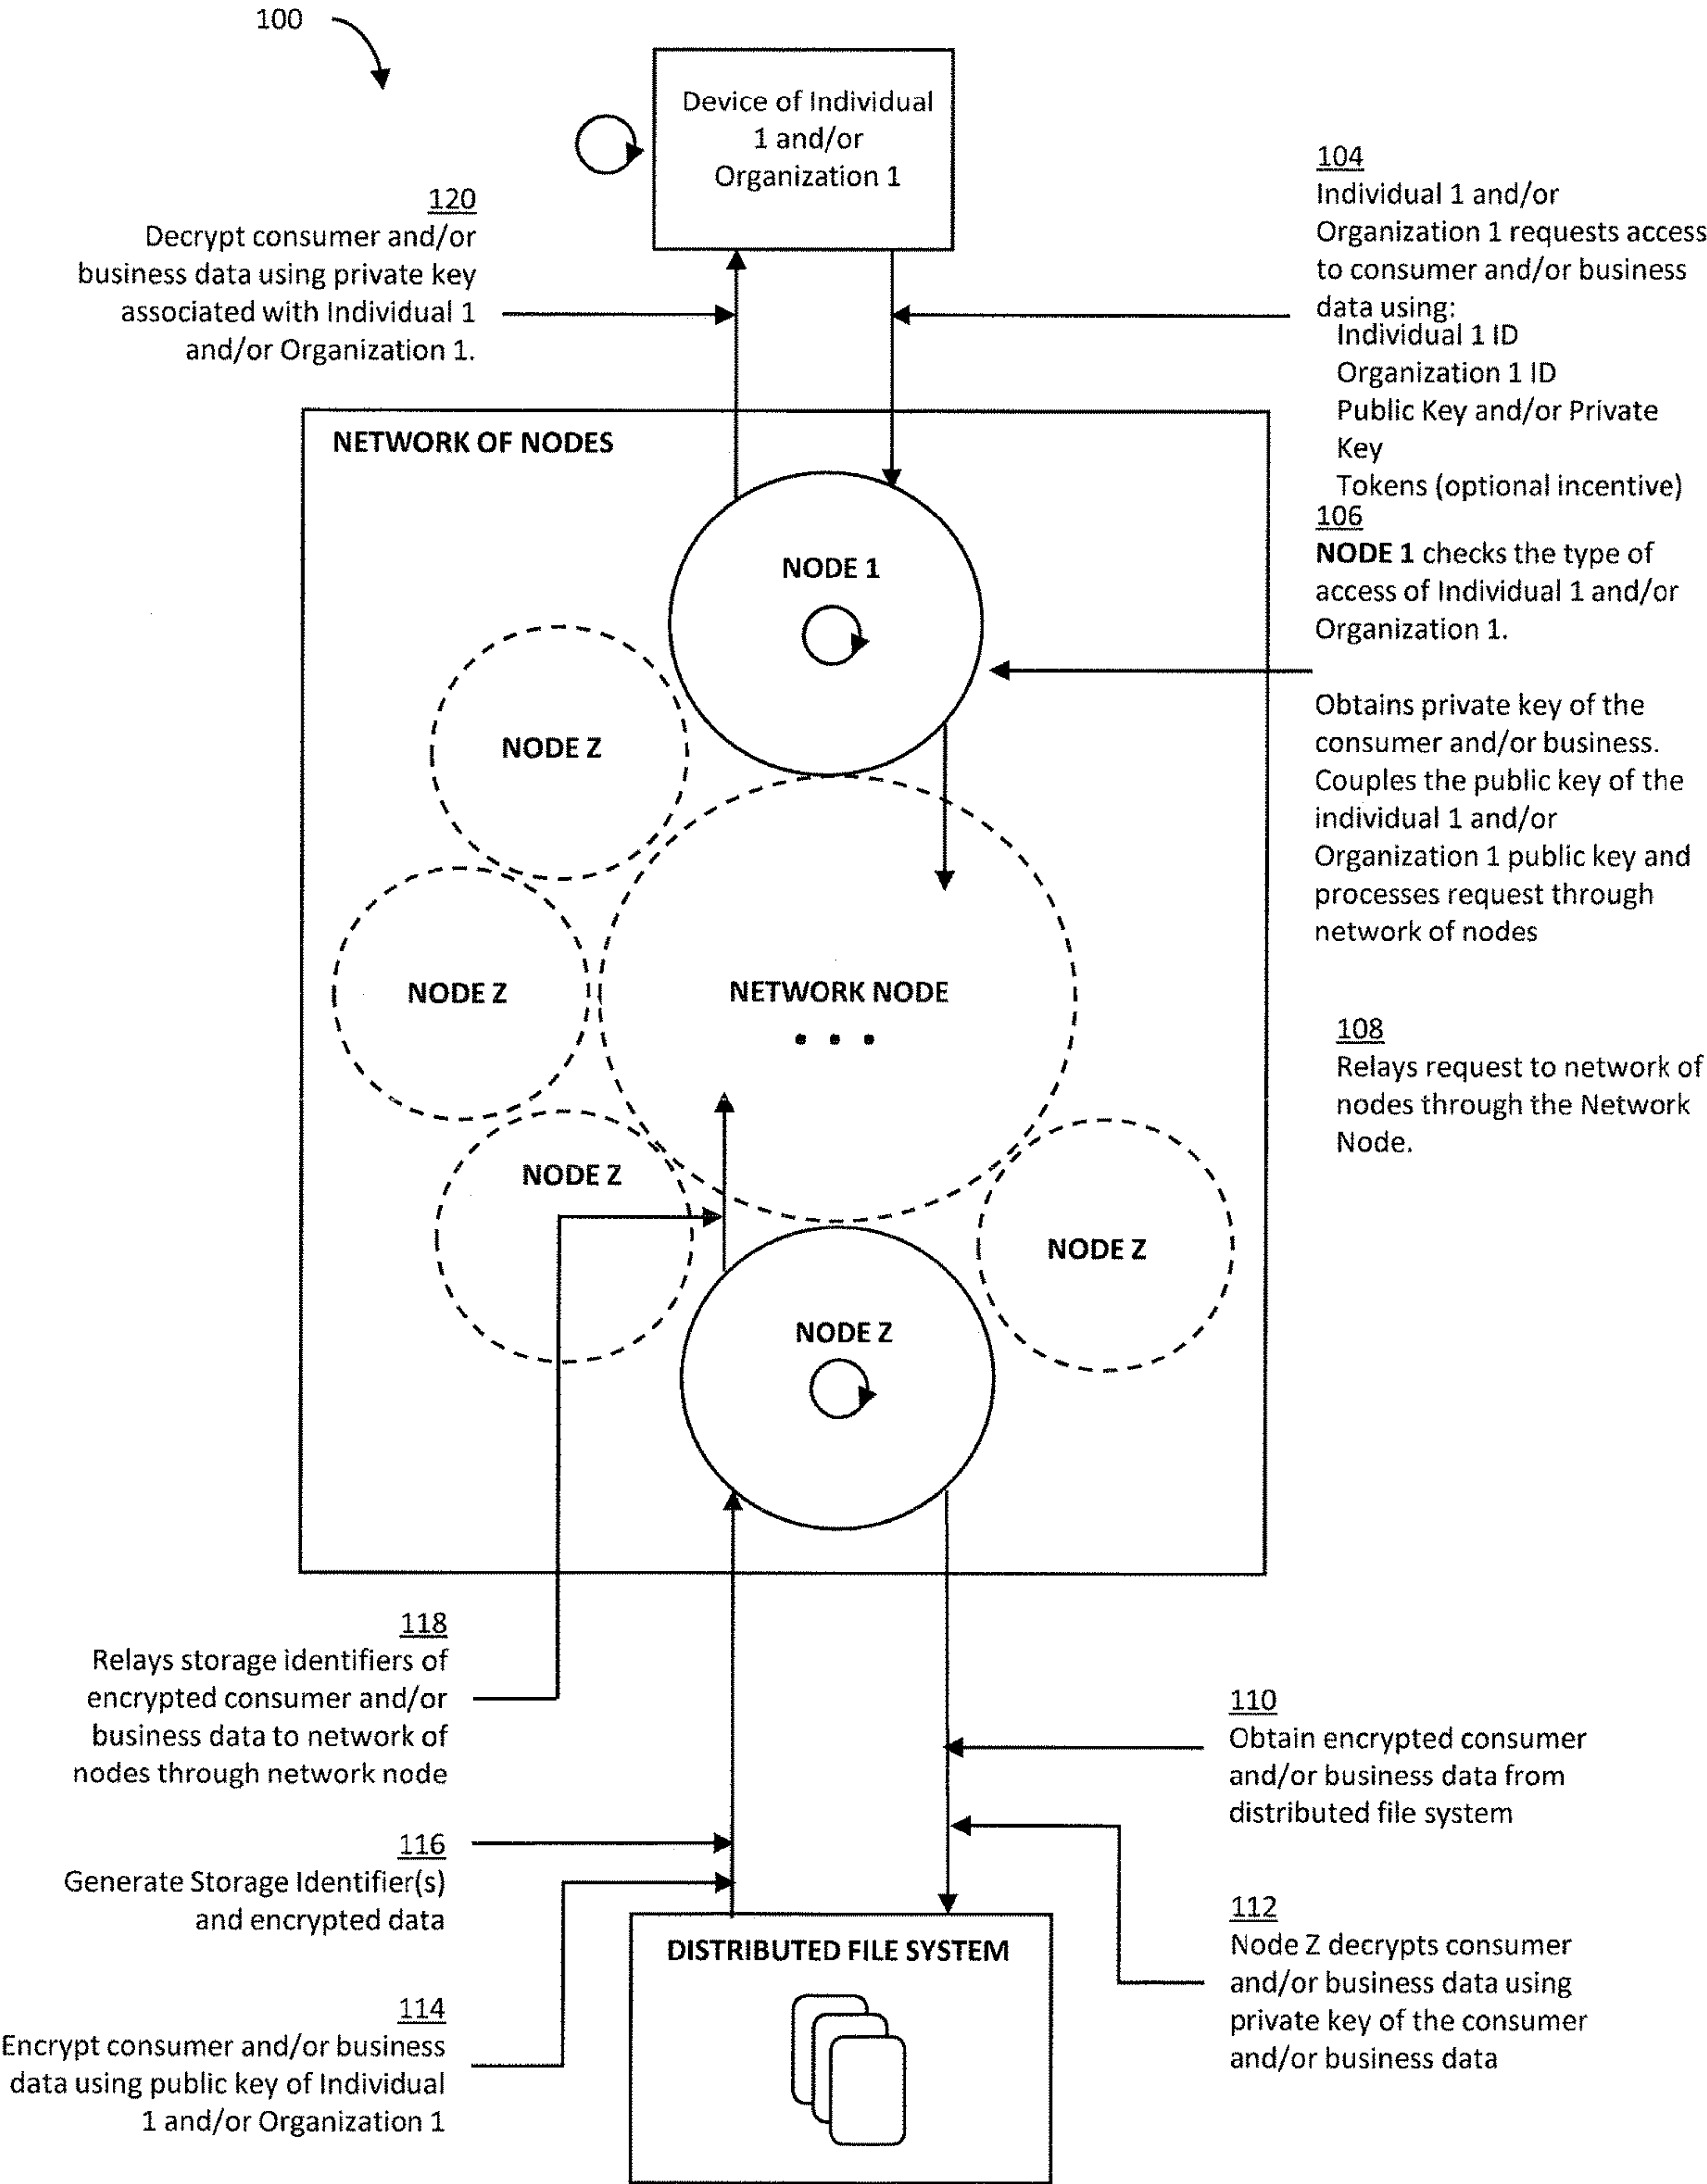 100
Device of Individual
1 and/or
Organization 1
120
Decrypt consumer and/or
business data using private key
associated with Individual 1
and/or Organization 1.
104
Individual 1 and/or
Organization 1 requests access
to consumer and/or business
data using:
Individual 1 ID
Organization 1 ID
Public Key and/or Private
Key
Tokens (optional incentive)
106
NODE 1 checks the type of
access of Individual 1 and/or
Organization 1.
Obtains private key of the
consumer and/or business.
Couples the public key of the
individual 1 and/or
Organization 1 public key and
processes request through
network of nodes
108
Relays request to network of
nodes through the Network
Node.
NETWORK OF NODES
NODE 1
NODE Z
NODE Z
NETWORK NODE
• • •
NODE Z
NODE Z
NODE Z
118
Relays storage identifiers of
encrypted consumer and/or
business data to network of
nodes through network node
116
Generate Storage Identifier(s)
and encrypted data
114
Encrypt consumer and/or business
data using public key of Individual
1 and/or Organization 1
110
Obtain encrypted consumer
and/or business data from
distributed file system
112
Node Z decrypts consumer
and/or business data using
private key of the consumer
and/or business data
DISTRIBUTED FILE SYSTEM